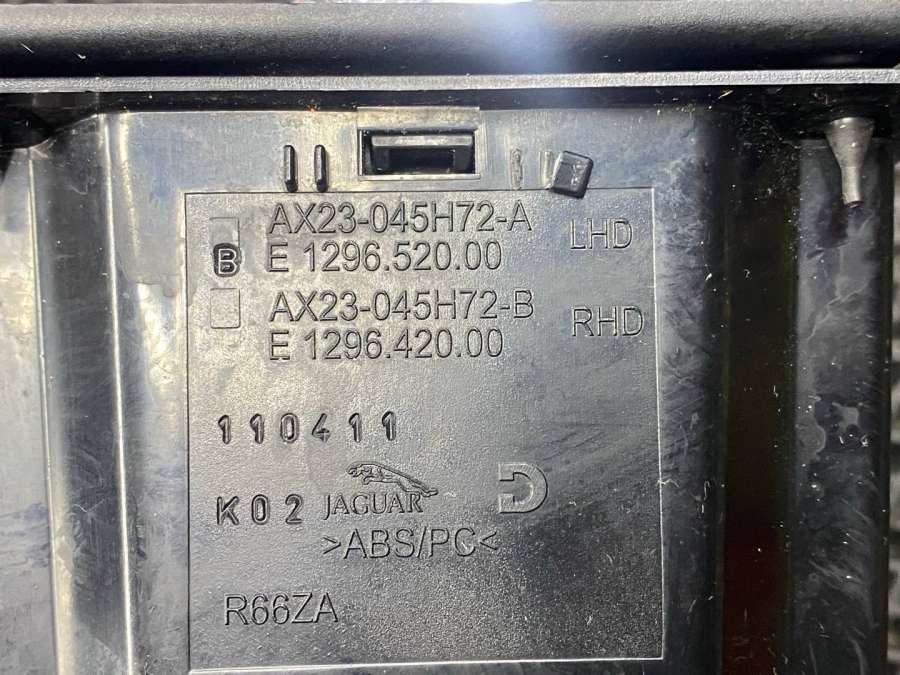 AX23-045H72-A LHD
B E 1296.520.00
AX23-045H72-B RHD
E 1296.420.00
110411
K02 JAGUAR
>ABS/PC<
R66ZA